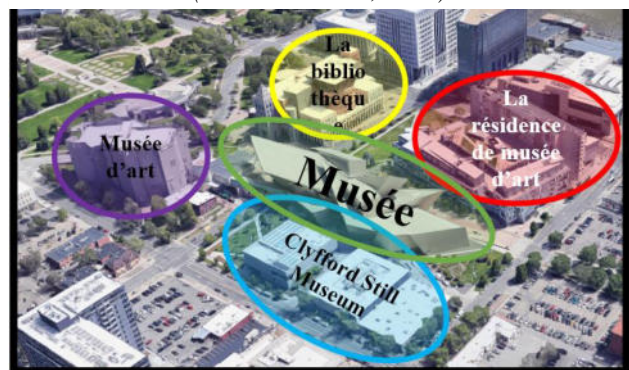 La
biblio
thèqu
e
Musée
d'art
La
résidence
de musée
d'art
Musée
Clyfford Still
Museum